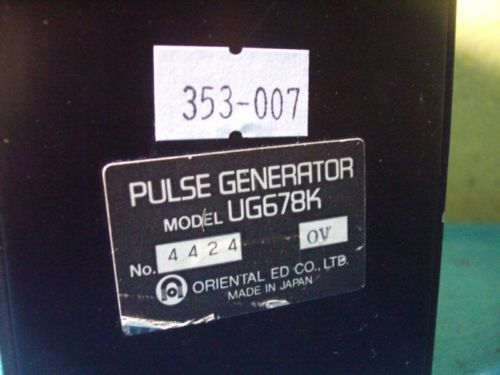 353-007
PULSE GENERATOR
MODEL UG678K
No. 4424 OV
ORIENTAL ED CO., LTD.
MADE IN JAPAN